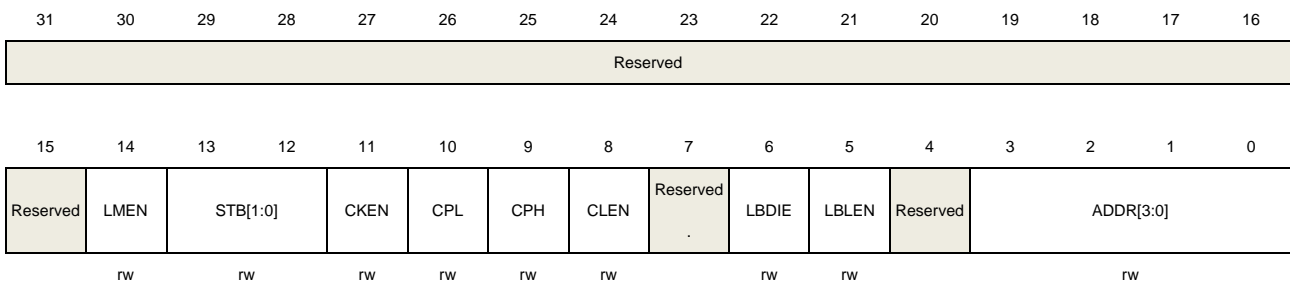 31 30 29 28 27 26 25 24 23 22 21 20 19 18 17 16
Reserved
15 14 13 12 11 10 9 8 7 6 5 4 3 2 1 0
Reserved LMEN STB[1:0] CKEN CPL CPH CLEN Reserved . LBDIE LBLEN Reserved ADDR[3:0]
rw rw rw rw rw rw rw rw rw